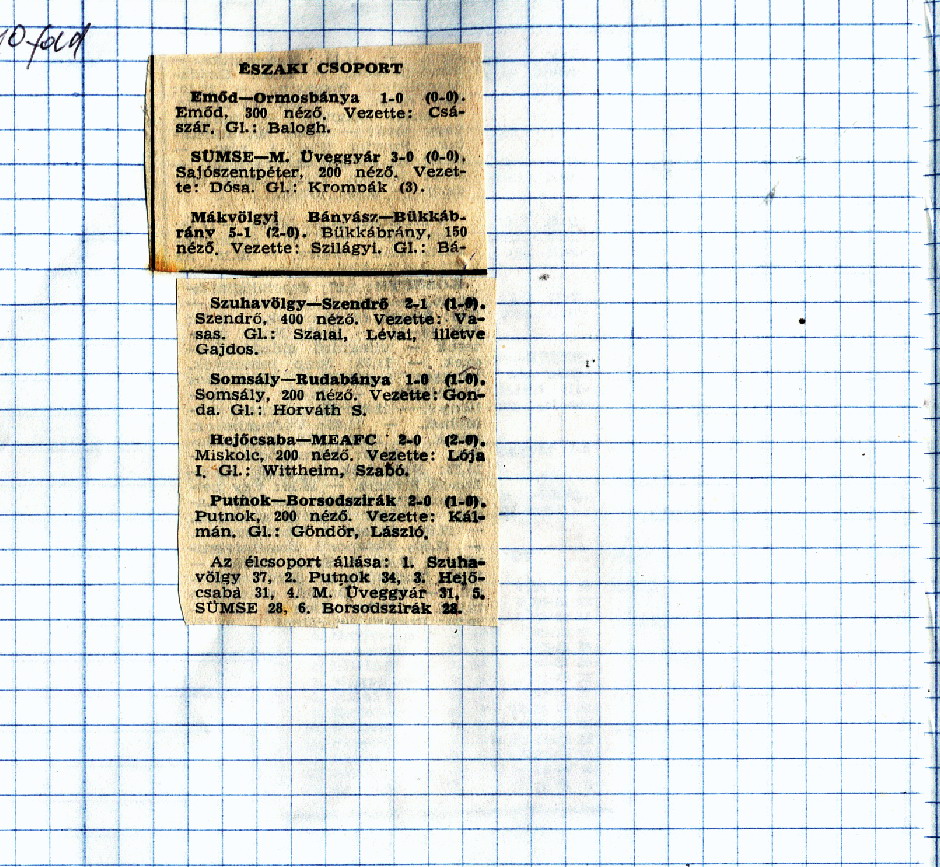 ÉSZAKI CSOPORT
Emőd—Ormosbánya 1-0 (0-0).
Emőd, 300 néző. Vezette: Csá-
szár. Gl.: Balogh.
SÜMSE—M. Üveggyár 3-0 (0-0).
Sajószentpéter, 200 néző. Vezet-
te: Dósa. Gl.: Krompák (3).
Mákvölgyi Bányász—Bükkáb-
rány 5-1 (2-0). Bükkábrány, 150
néző. Vezette: Szilágyi. Gl.: Bá-
Szuhavölgy—Szendrő 2-1 (1-0).
Szendrő, 400 néző. Vezette: Va-
sas. Gl.: Szalai, Lévai, illetve
Gajdos.
Somsály—Rudabánya 1-0 (1-0).
Somsály, 200 néző. Vezette: Gon-
da. Gl.: Horváth S.
Hejőcsaba—MEAFC 2-0 (2-0).
Miskolc, 200 néző. Vezette: Lója
I. Gl.: Wittheim, Szabó.
Putnok—Borsodszirák 2-0 (1-0).
Putnok, 200 néző. Vezette: Kál-
mán. Gl.: Göndör, László.
Az élcsoport állása: 1. Szuha-
völgy 37, 2. Putnok 34, 3. Hejő-
csaba 31, 4. M. Üveggyár 31, 5.
SÜMSE 28, 6. Borsodszirák 28.